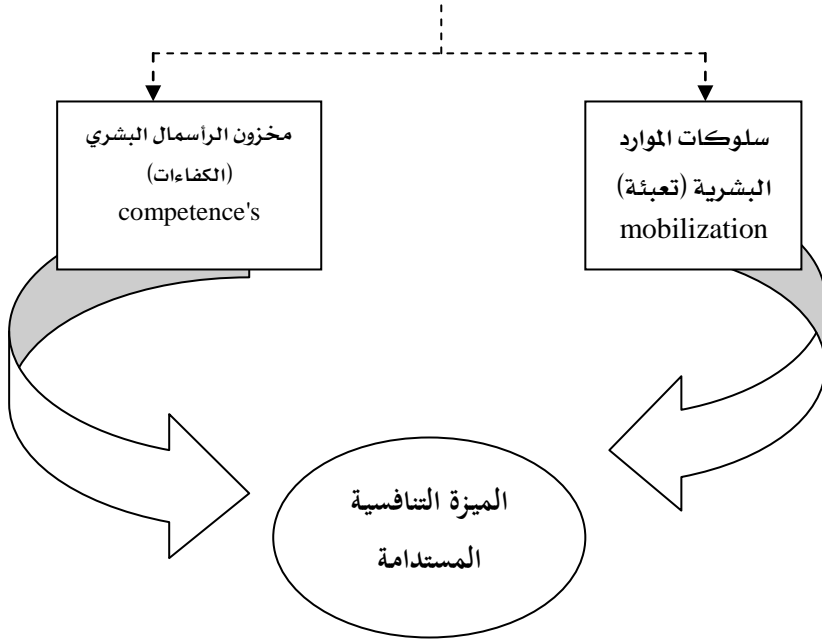 سلوكات الموارد
البشرية (تعبئة)
mobilization
مخزون الرأسمال البشري
(الكفاءات)
competence's
الميزة التنافسية
المستدامة